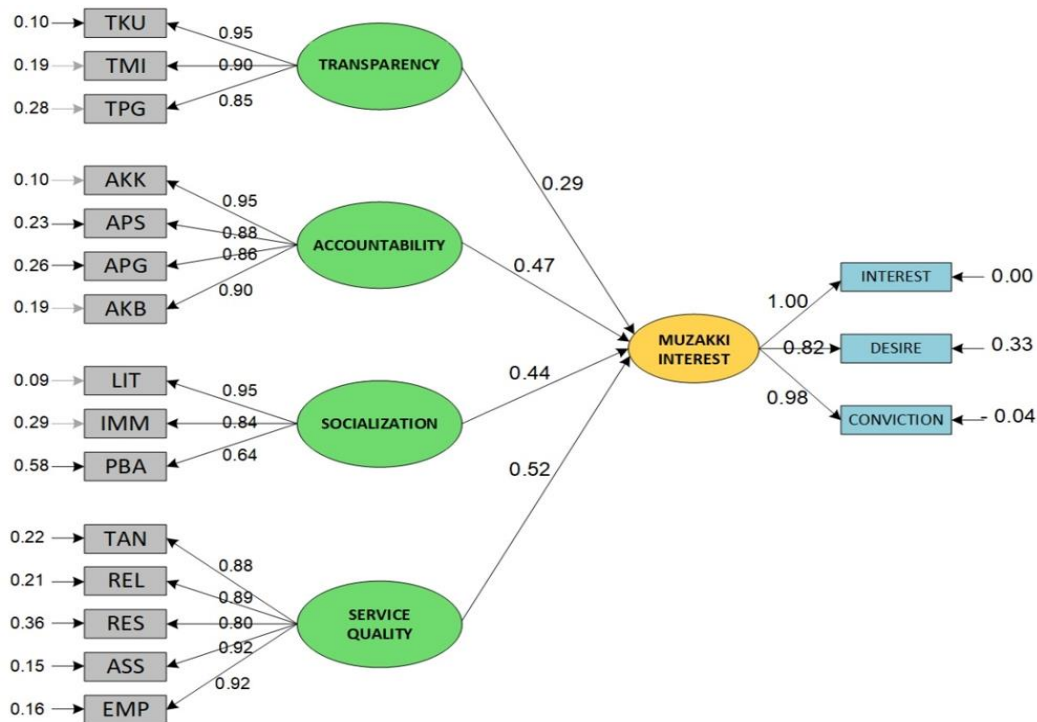 0.10
TKU
0.95
0.19
TMI
0.90
TRANSPARENCY
0.28
TPG
0.85
0.29
0.10
AKK
0.95
0.23
APS
0.88
ACCOUNTABILITY
0.26
APG
0.86
0.19
AKB
0.90
0.47
0.09
LIT
0.95
0.29
IMM
0.84
SOCIALIZATION
0.58
PBA
0.64
0.44
0.22
TAN
0.88
0.21
REL
0.89
0.36
RES
0.80
SERVICE
QUALITY
0.15
ASS
0.92
0.16
EMP
0.92
0.52
MUZAKKI
INTEREST
1.00
INTEREST
0.00
0.82
DESIRE
0.33
0.98
CONVICTION
- 0.04